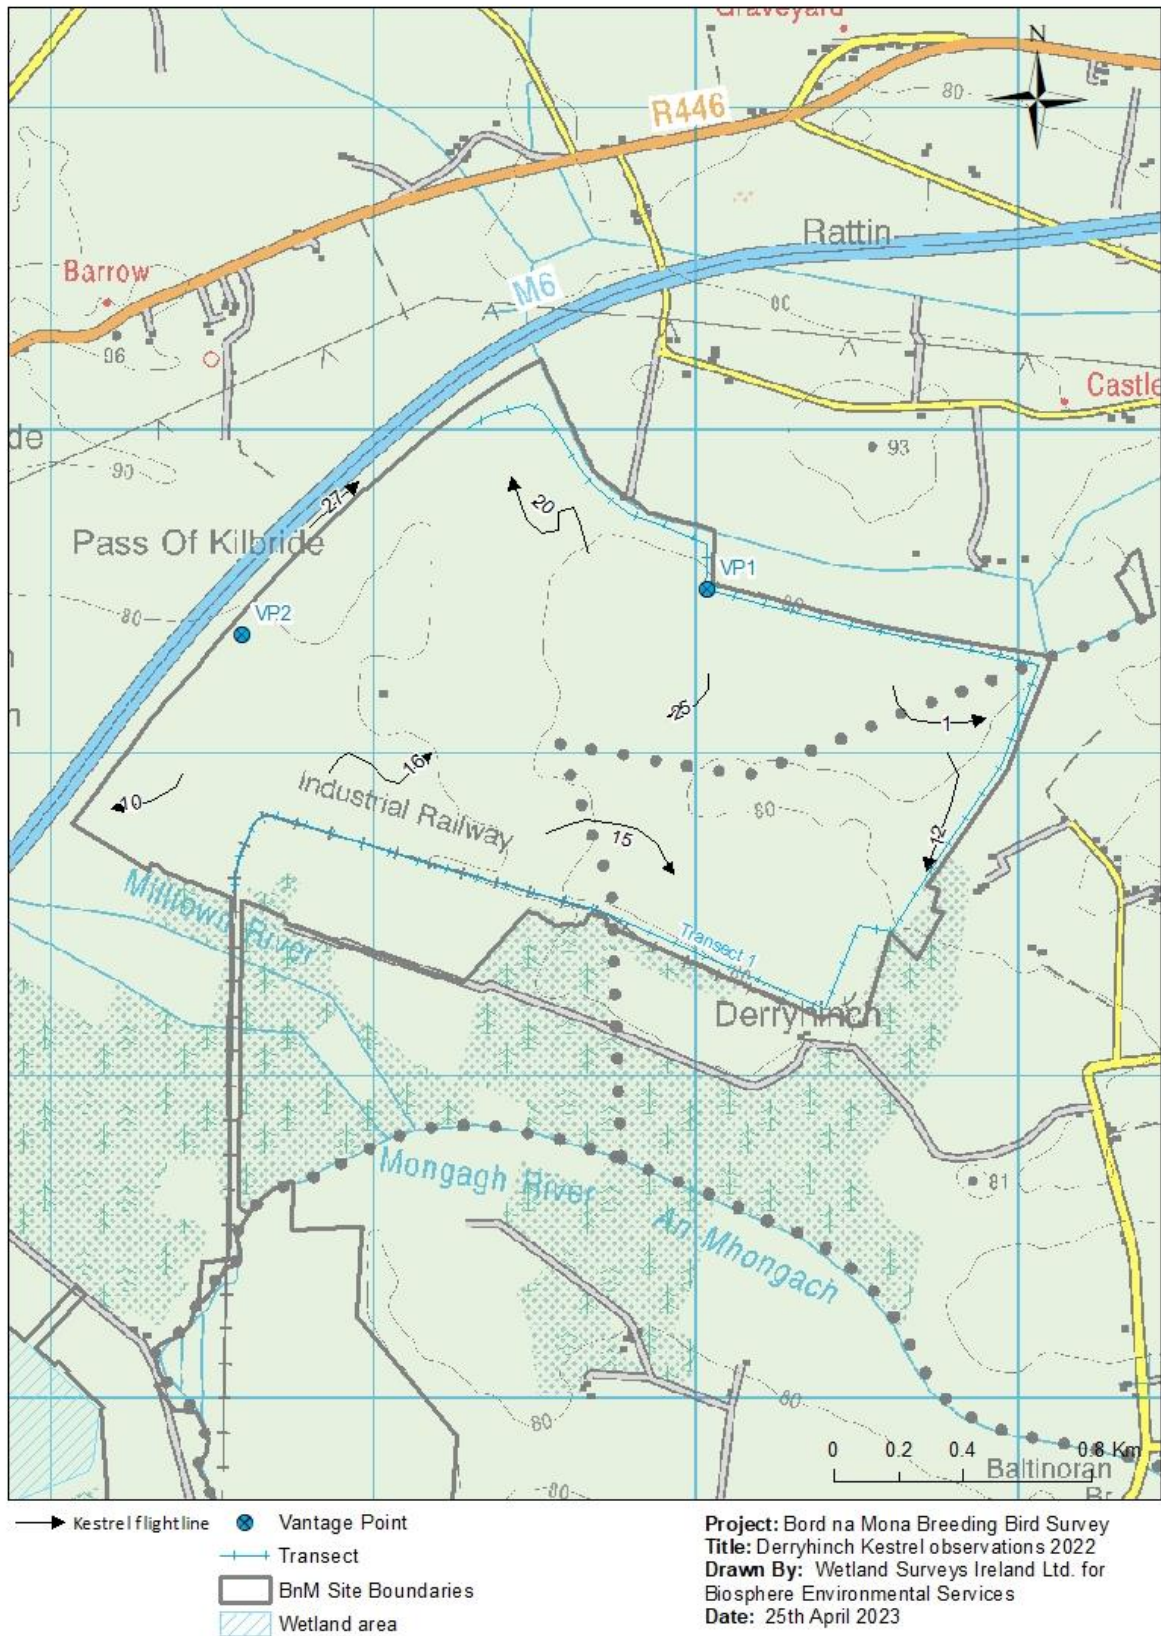 Graveyard
N
80
R446
Rattin
Barrow
M6
80
96
Castle
de
93
90
27
20
Pass Of Kilbride
VP1
80
80
VP2
25
1
16
10
Industrial Railway
80
15
12
Milltown River
Transect 1
80
Derryhinch
Mongagh River
81
An Mhongach
80
80
0 0.2 0.4 0.8 Km
Baltinoran
Br
80
Kestrel flightline
Vantage Point
Transect
BnM Site Boundaries
Wetland area
Project: Bord na Mona Breeding Bird Survey
Title: Derryhinch Kestrel observations 2022
Drawn By: Wetland Surveys Ireland Ltd. for
Biosphere Environmental Services
Date: 25th April 2023